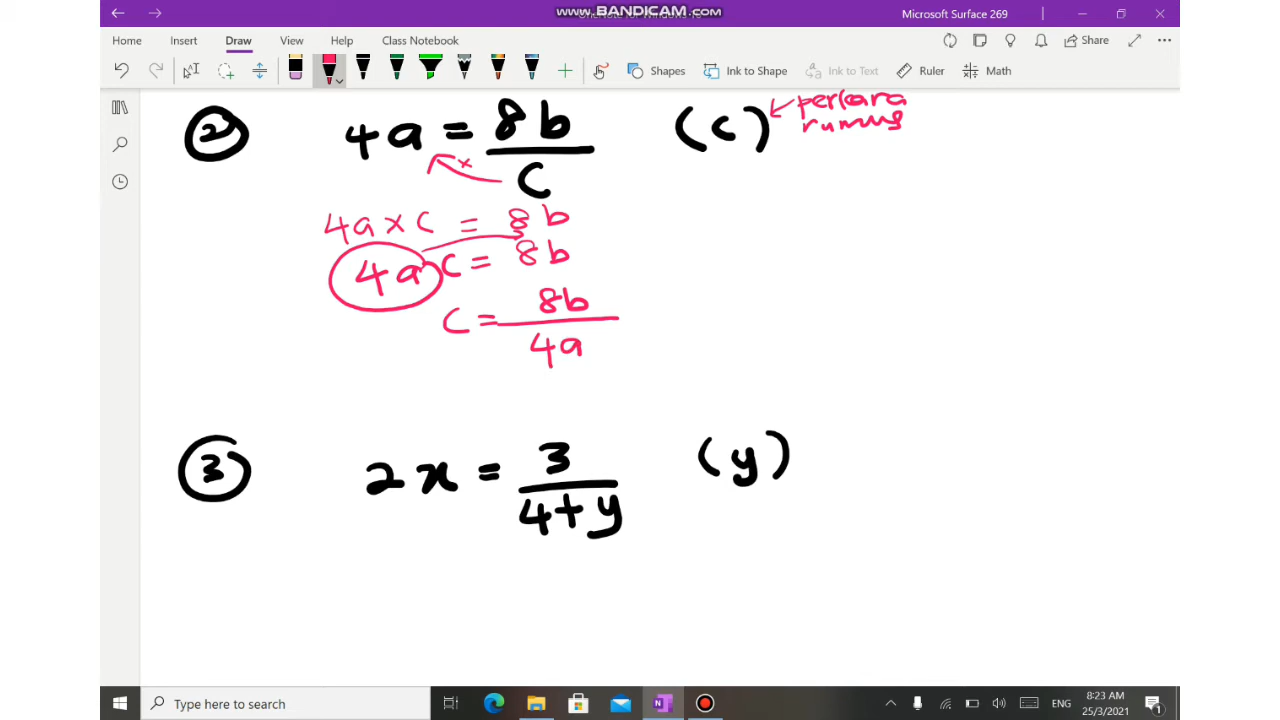 www.BANDICAM.com
Microsoft Surface 269
Home Insert Draw View Help Class Notebook
Share
Shapes Ink to Shape Ink to Text Ruler Math
② 4a = 8b / c (c) perkara
rumus
x
4a x c = 8b
4a c = 8b
c = 8b / 4a
③ 2x = 3 / 4+y (y)
Type here to search
ENG
8:23 AM
25/3/2021
1